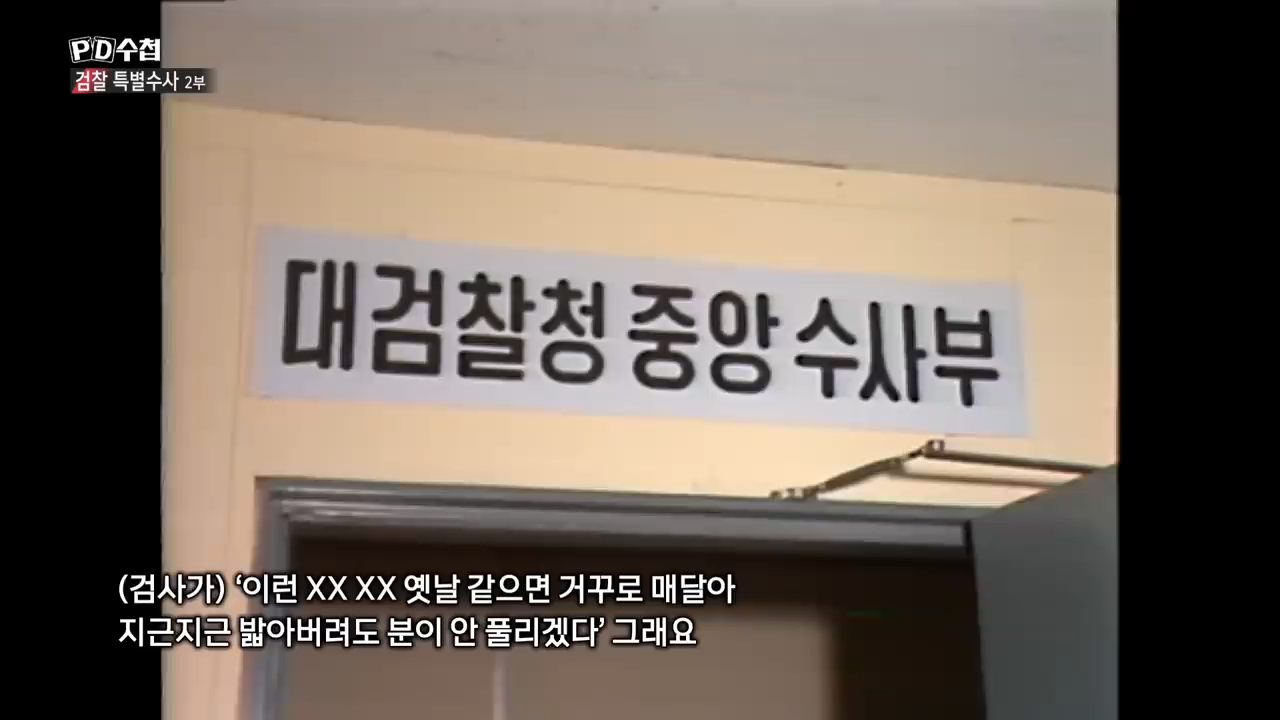 PD수첩
검찰 특별수사 2부
대검찰청 중앙 수사부
(검사가) ‘이런 XX XX 옛날 같으면 거꾸로 매달아
지근지근 밟아버려도 분이 안 풀리겠다’ 그래요